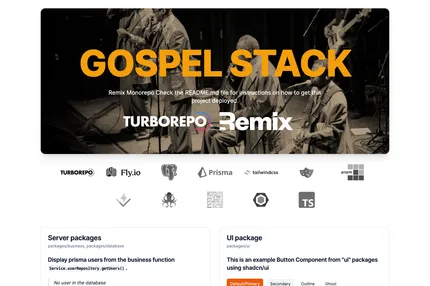 GOSPEL STACK
Remix Monorepo Check the README.md file for instructions on how to get this
project deployed.
TURBOREPO Remix
TURBOREPO Fly.io Prisma tailwindcss pnpm
TS
Server packages
packages/business, packages/database
Display prisma users from the business function
Service.userRepository.getUsers().
No user in the database
UI package
packages/ui
This is an example Button Component from "ui" packages
using shadcn/ui
Default/Primary Secondary Outline Ghost